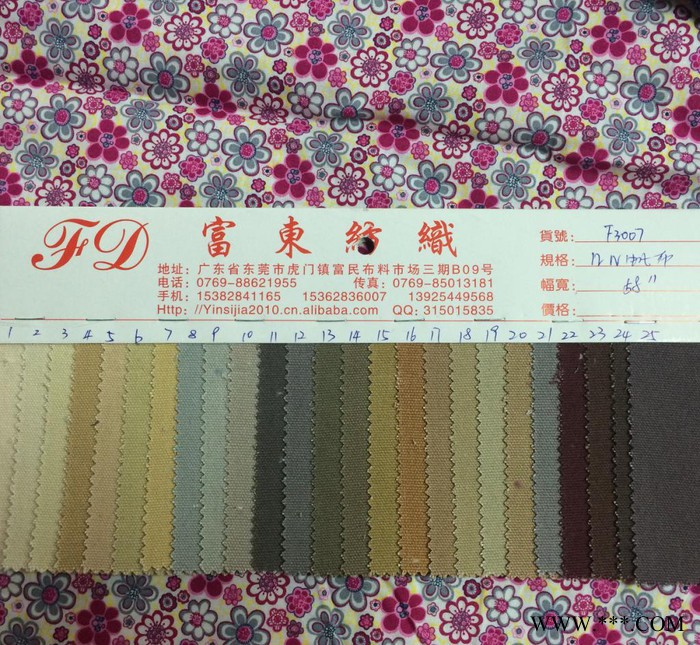 FD 富東紡織
地址：广东省东莞市虎门镇富民布料市场三期B09号
电话：0769-88621955 传真：0769-85013181
手机：15382841165 15362836007 13925449568
Http://Yinsijia2010.cn.alibaba.com QQ：315015835
貨號：F3007
規格：
幅寬：58"
價格：
1 2 3 4 5 6 7 8 9 10 11 12 13 14 15 16 17 18 19 20 21 22 23 24 25
WWW.***.COM